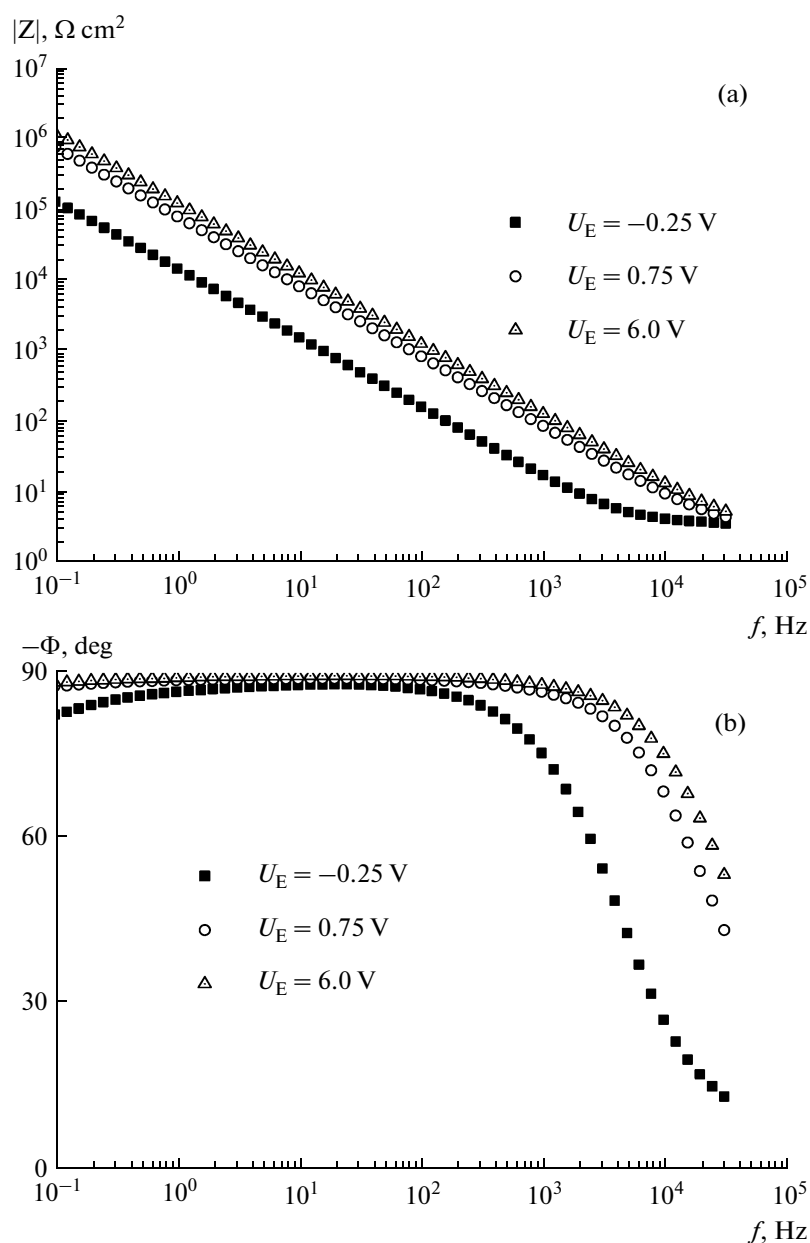 |Z|, Ω cm²
10⁷
(a)
10⁶
10⁵
U_E = −0.25 V
10⁴
U_E = 0.75 V
U_E = 6.0 V
10³
10²
10¹
10⁰
10⁻¹ 10⁰ 10¹ 10² 10³ 10⁴ 10⁵
f, Hz
−Φ, deg
90
(b)
60
U_E = −0.25 V
U_E = 0.75 V
U_E = 6.0 V
30
0
10⁻¹ 10⁰ 10¹ 10² 10³ 10⁴ 10⁵
f, Hz